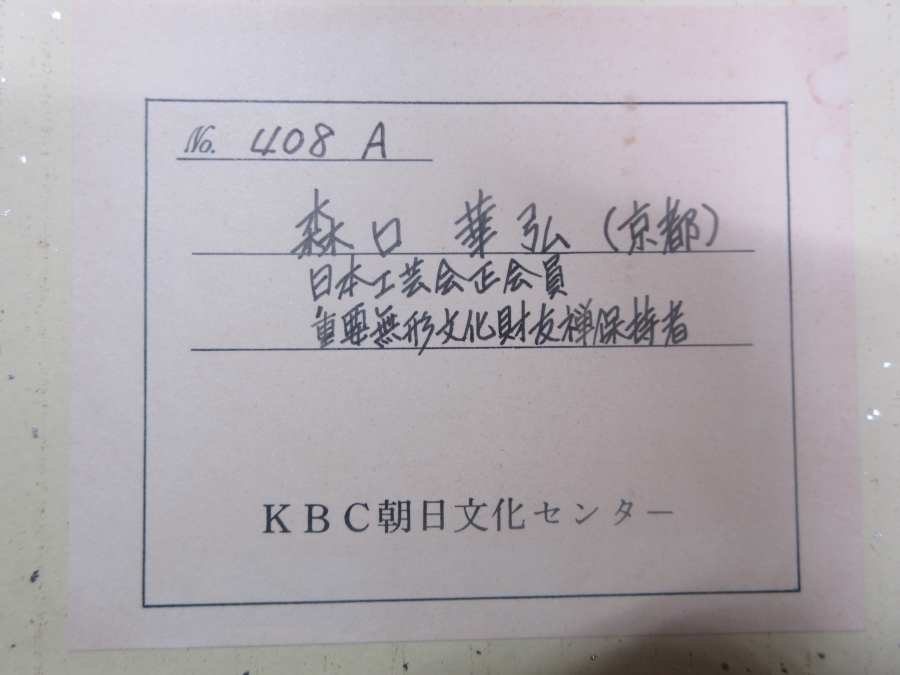 No. 408 A
森口 華弘（京都）
日本工芸会正会員
重要無形文化財友禅保持者
KBC朝日文化センター